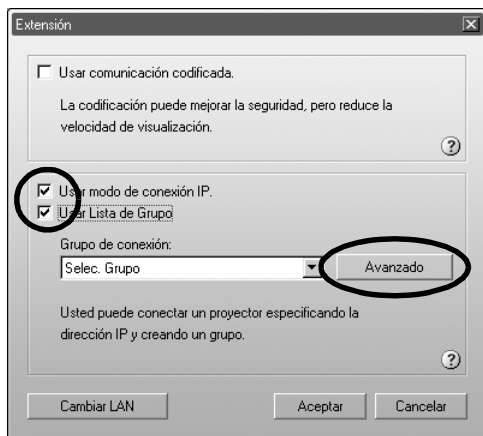 Extensión
Usar comunicación codificada.
La codificación puede mejorar la seguridad, pero reduce la
velocidad de visualización.
?
Usar modo de conexión IP.
Usar Lista de Grupo
Grupo de conexión:
Selec. Grupo
Avanzado
Usted puede conectar un proyector especificando la
dirección IP y creando un grupo.
?
Cambiar LAN
Aceptar
Cancelar